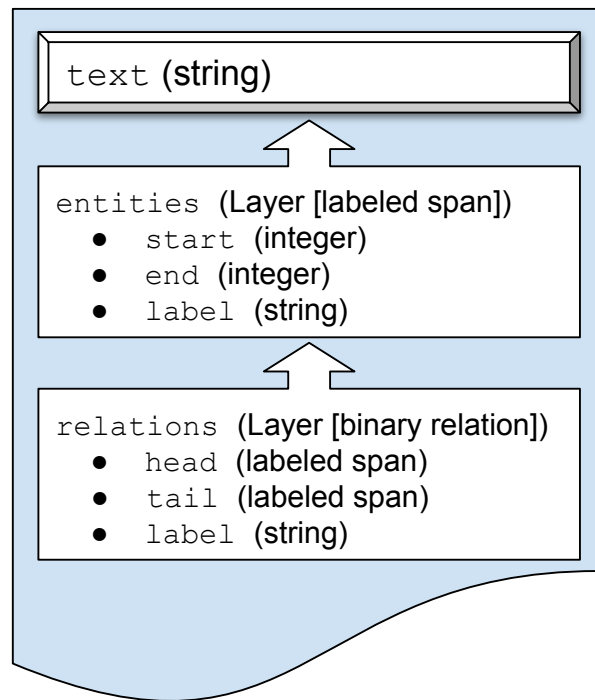 text (string)
entities (Layer [labeled span])
● start (integer)
● end (integer)
● label (string)
relations (Layer [binary relation])
● head (labeled span)
● tail (labeled span)
● label (string)